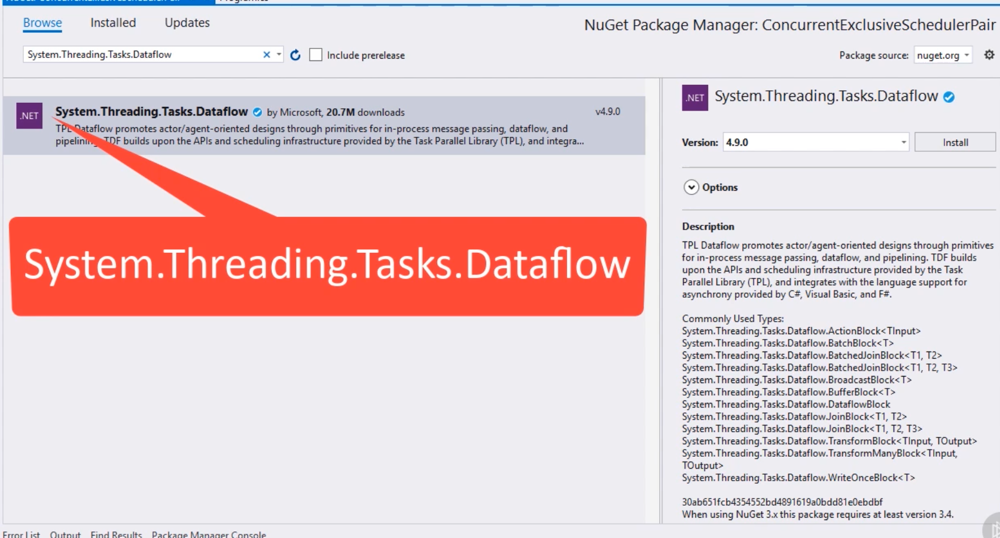 Browse Installed Updates
NuGet Package Manager: ConcurrentExclusiveSchedulerPair
System.Threading.Tasks.Dataflow
Include prerelease
Package source: nuget.org
.NET
System.Threading.Tasks.Dataflow by Microsoft, 20.7M downloads v4.9.0
TPL Dataflow promotes actor/agent-oriented designs through primitives for in-process message passing, dataflow, and
pipelining. TDF builds upon the APIs and scheduling infrastructure provided by the Task Parallel Library (TPL), and integra...
System.Threading.Tasks.Dataflow
.NET System.Threading.Tasks.Dataflow
Version: 4.9.0 Install
Options
Description
TPL Dataflow promotes actor/agent-oriented designs through primitives
for in-process message passing, dataflow, and pipelining. TDF builds
upon the APIs and scheduling infrastructure provided by the Task
Parallel Library (TPL), and integrates with the language support for
asynchrony provided by C#, Visual Basic, and F#.
Commonly Used Types:
System.Threading.Tasks.Dataflow.ActionBlock<TInput>
System.Threading.Tasks.Dataflow.BatchBlock<T>
System.Threading.Tasks.Dataflow.BatchedJoinBlock<T1, T2>
System.Threading.Tasks.Dataflow.BatchedJoinBlock<T1, T2, T3>
System.Threading.Tasks.Dataflow.BroadcastBlock<T>
System.Threading.Tasks.Dataflow.BufferBlock<T>
System.Threading.Tasks.Dataflow.DataflowBlock
System.Threading.Tasks.Dataflow.JoinBlock<T1, T2>
System.Threading.Tasks.Dataflow.JoinBlock<T1, T2, T3>
System.Threading.Tasks.Dataflow.TransformBlock<TInput, TOutput>
System.Threading.Tasks.Dataflow.TransformManyBlock<TInput,
TOutput>
System.Threading.Tasks.Dataflow.WriteOnceBlock<T>
30ab651fcb4354552bd4891619a0bdd81e0ebdbf
When using NuGet 3.x this package requires at least version 3.4.
Error List Output Find Results Package Manager Console